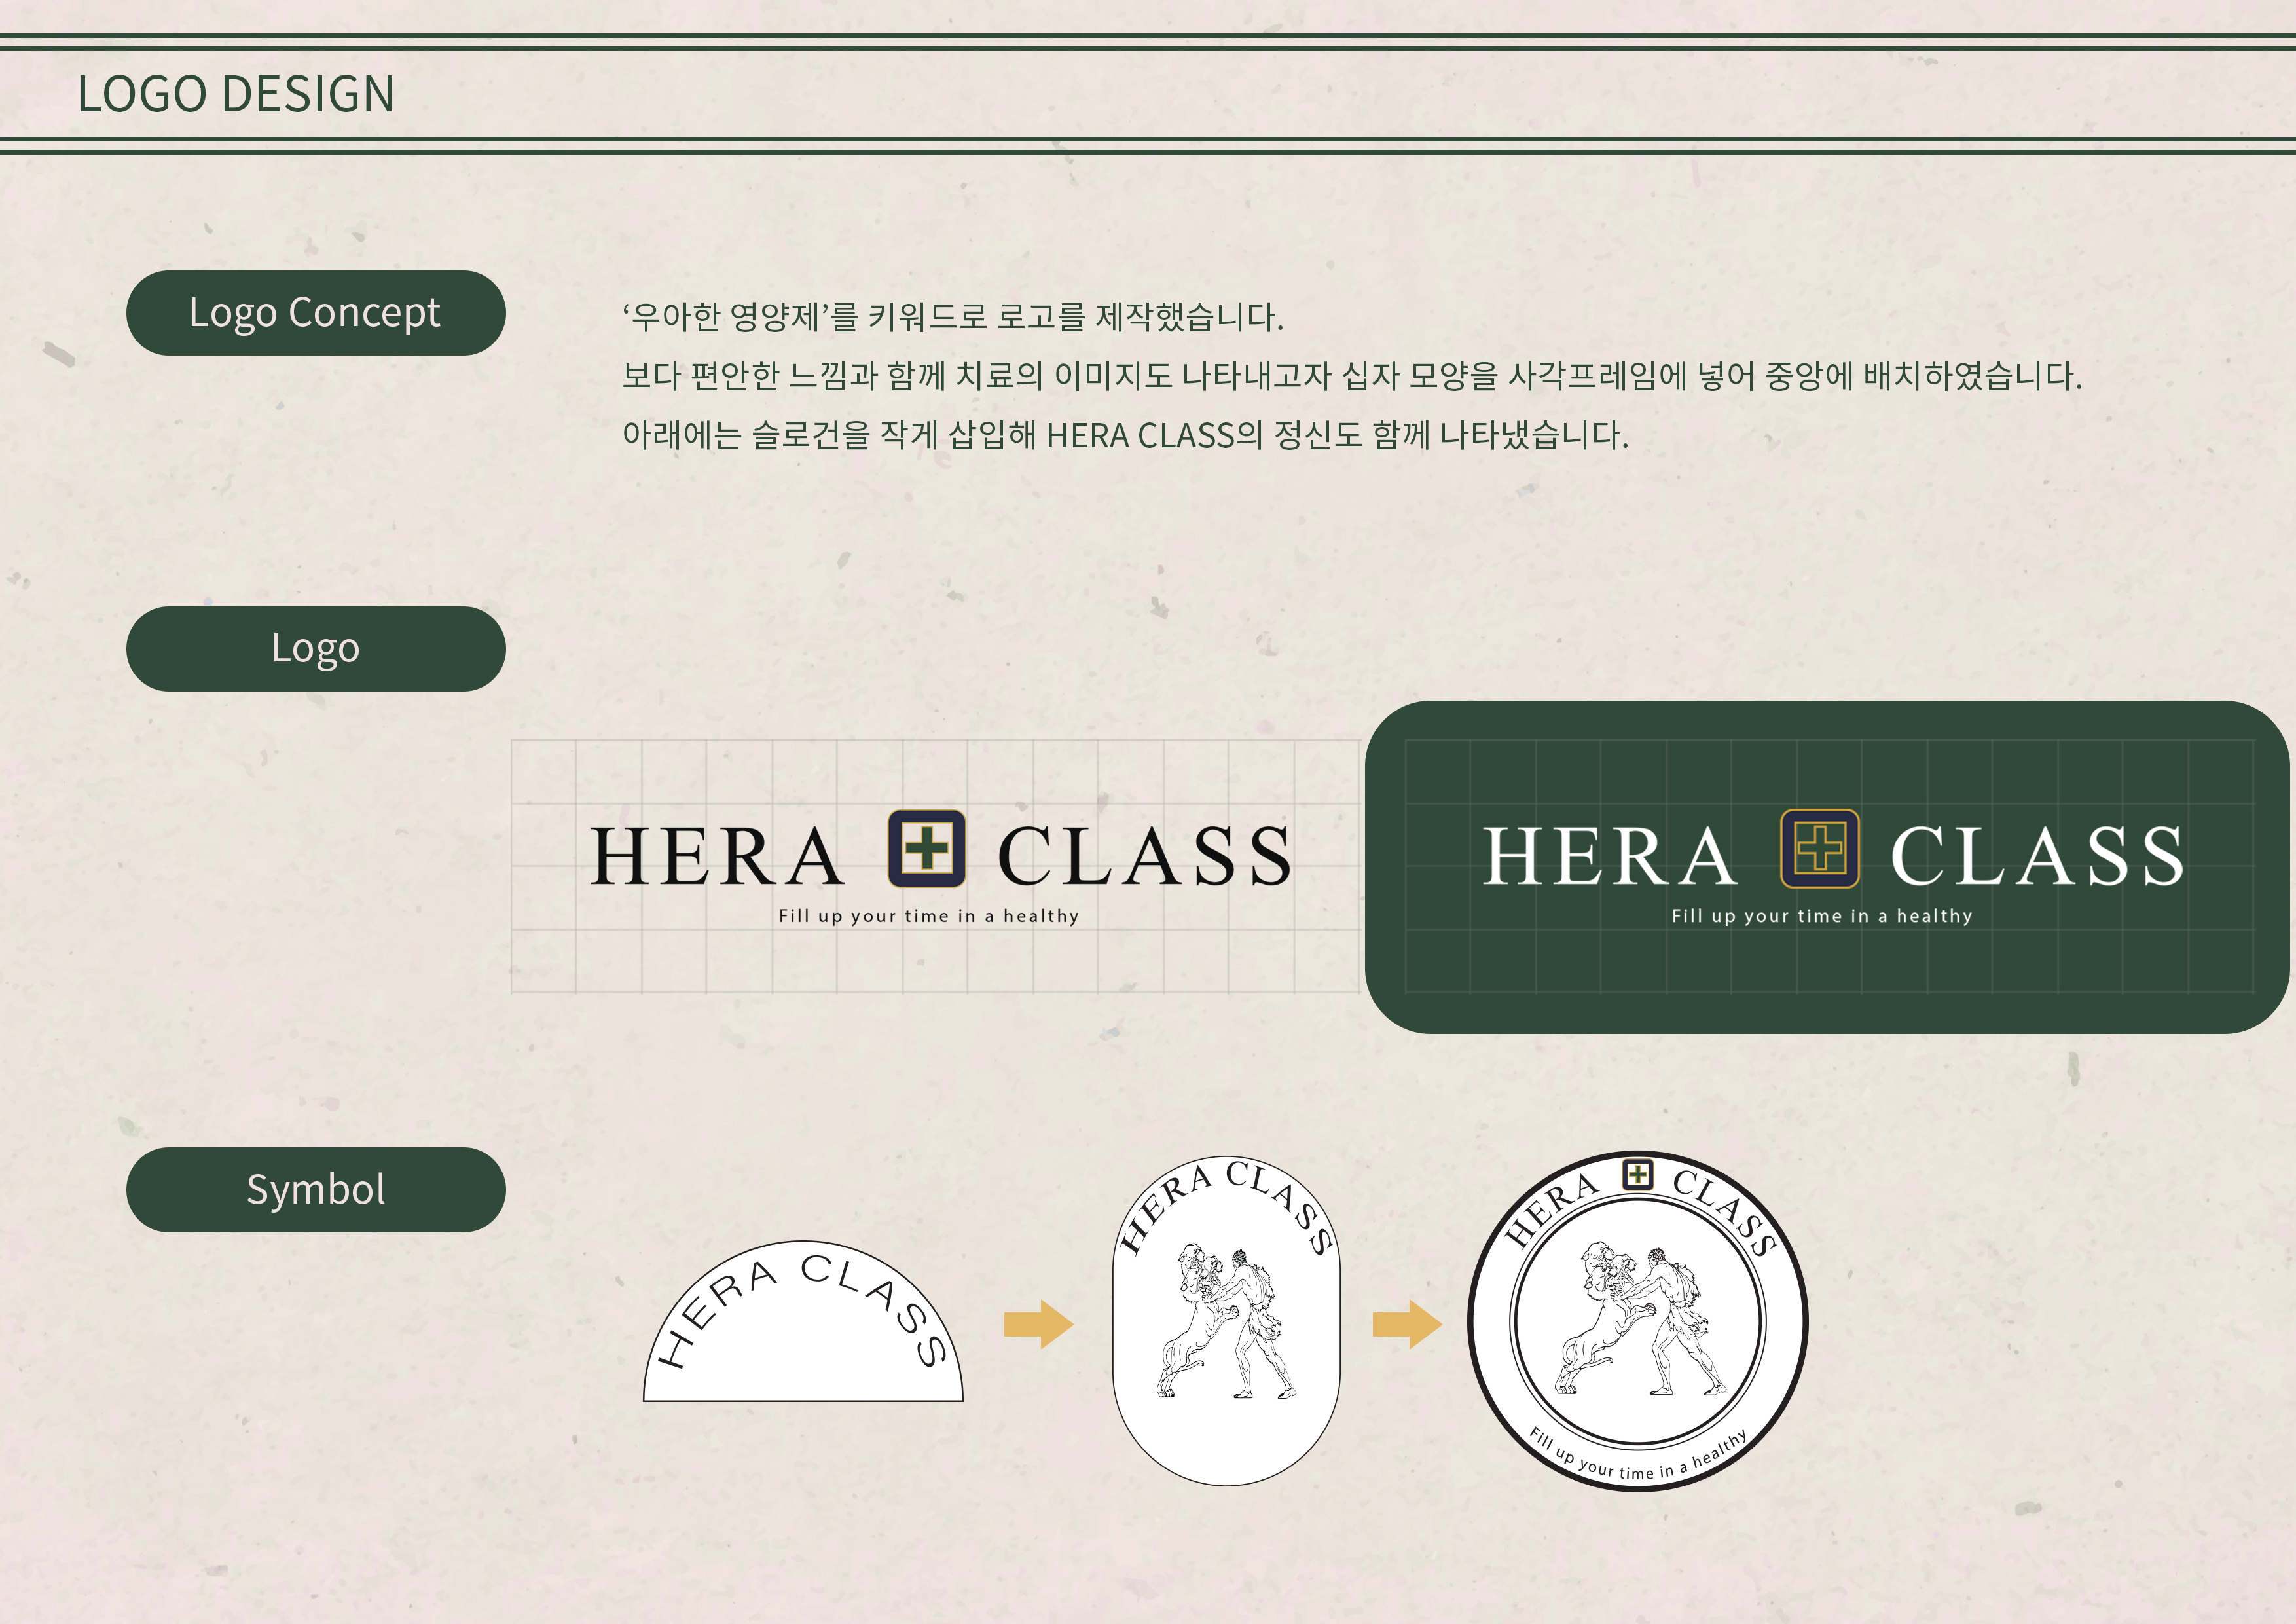 LOGO DESIGN
Logo Concept
‘우아한 영양제’를 키워드로 로고를 제작했습니다.
보다 편안한 느낌과 함께 치료의 이미지도 나타내고자 십자 모양을 사각프레임에 넣어 중앙에 배치하였습니다.
아래에는 슬로건을 작게 삽입해 HERA CLASS의 정신도 함께 나타냈습니다.
Logo
HERA CLASS
Fill up your time in a healthy
HERA CLASS
Fill up your time in a healthy
Symbol
HERA CLASS
HERA CLASS
HERA CLASS
Fill up your time in a healthy